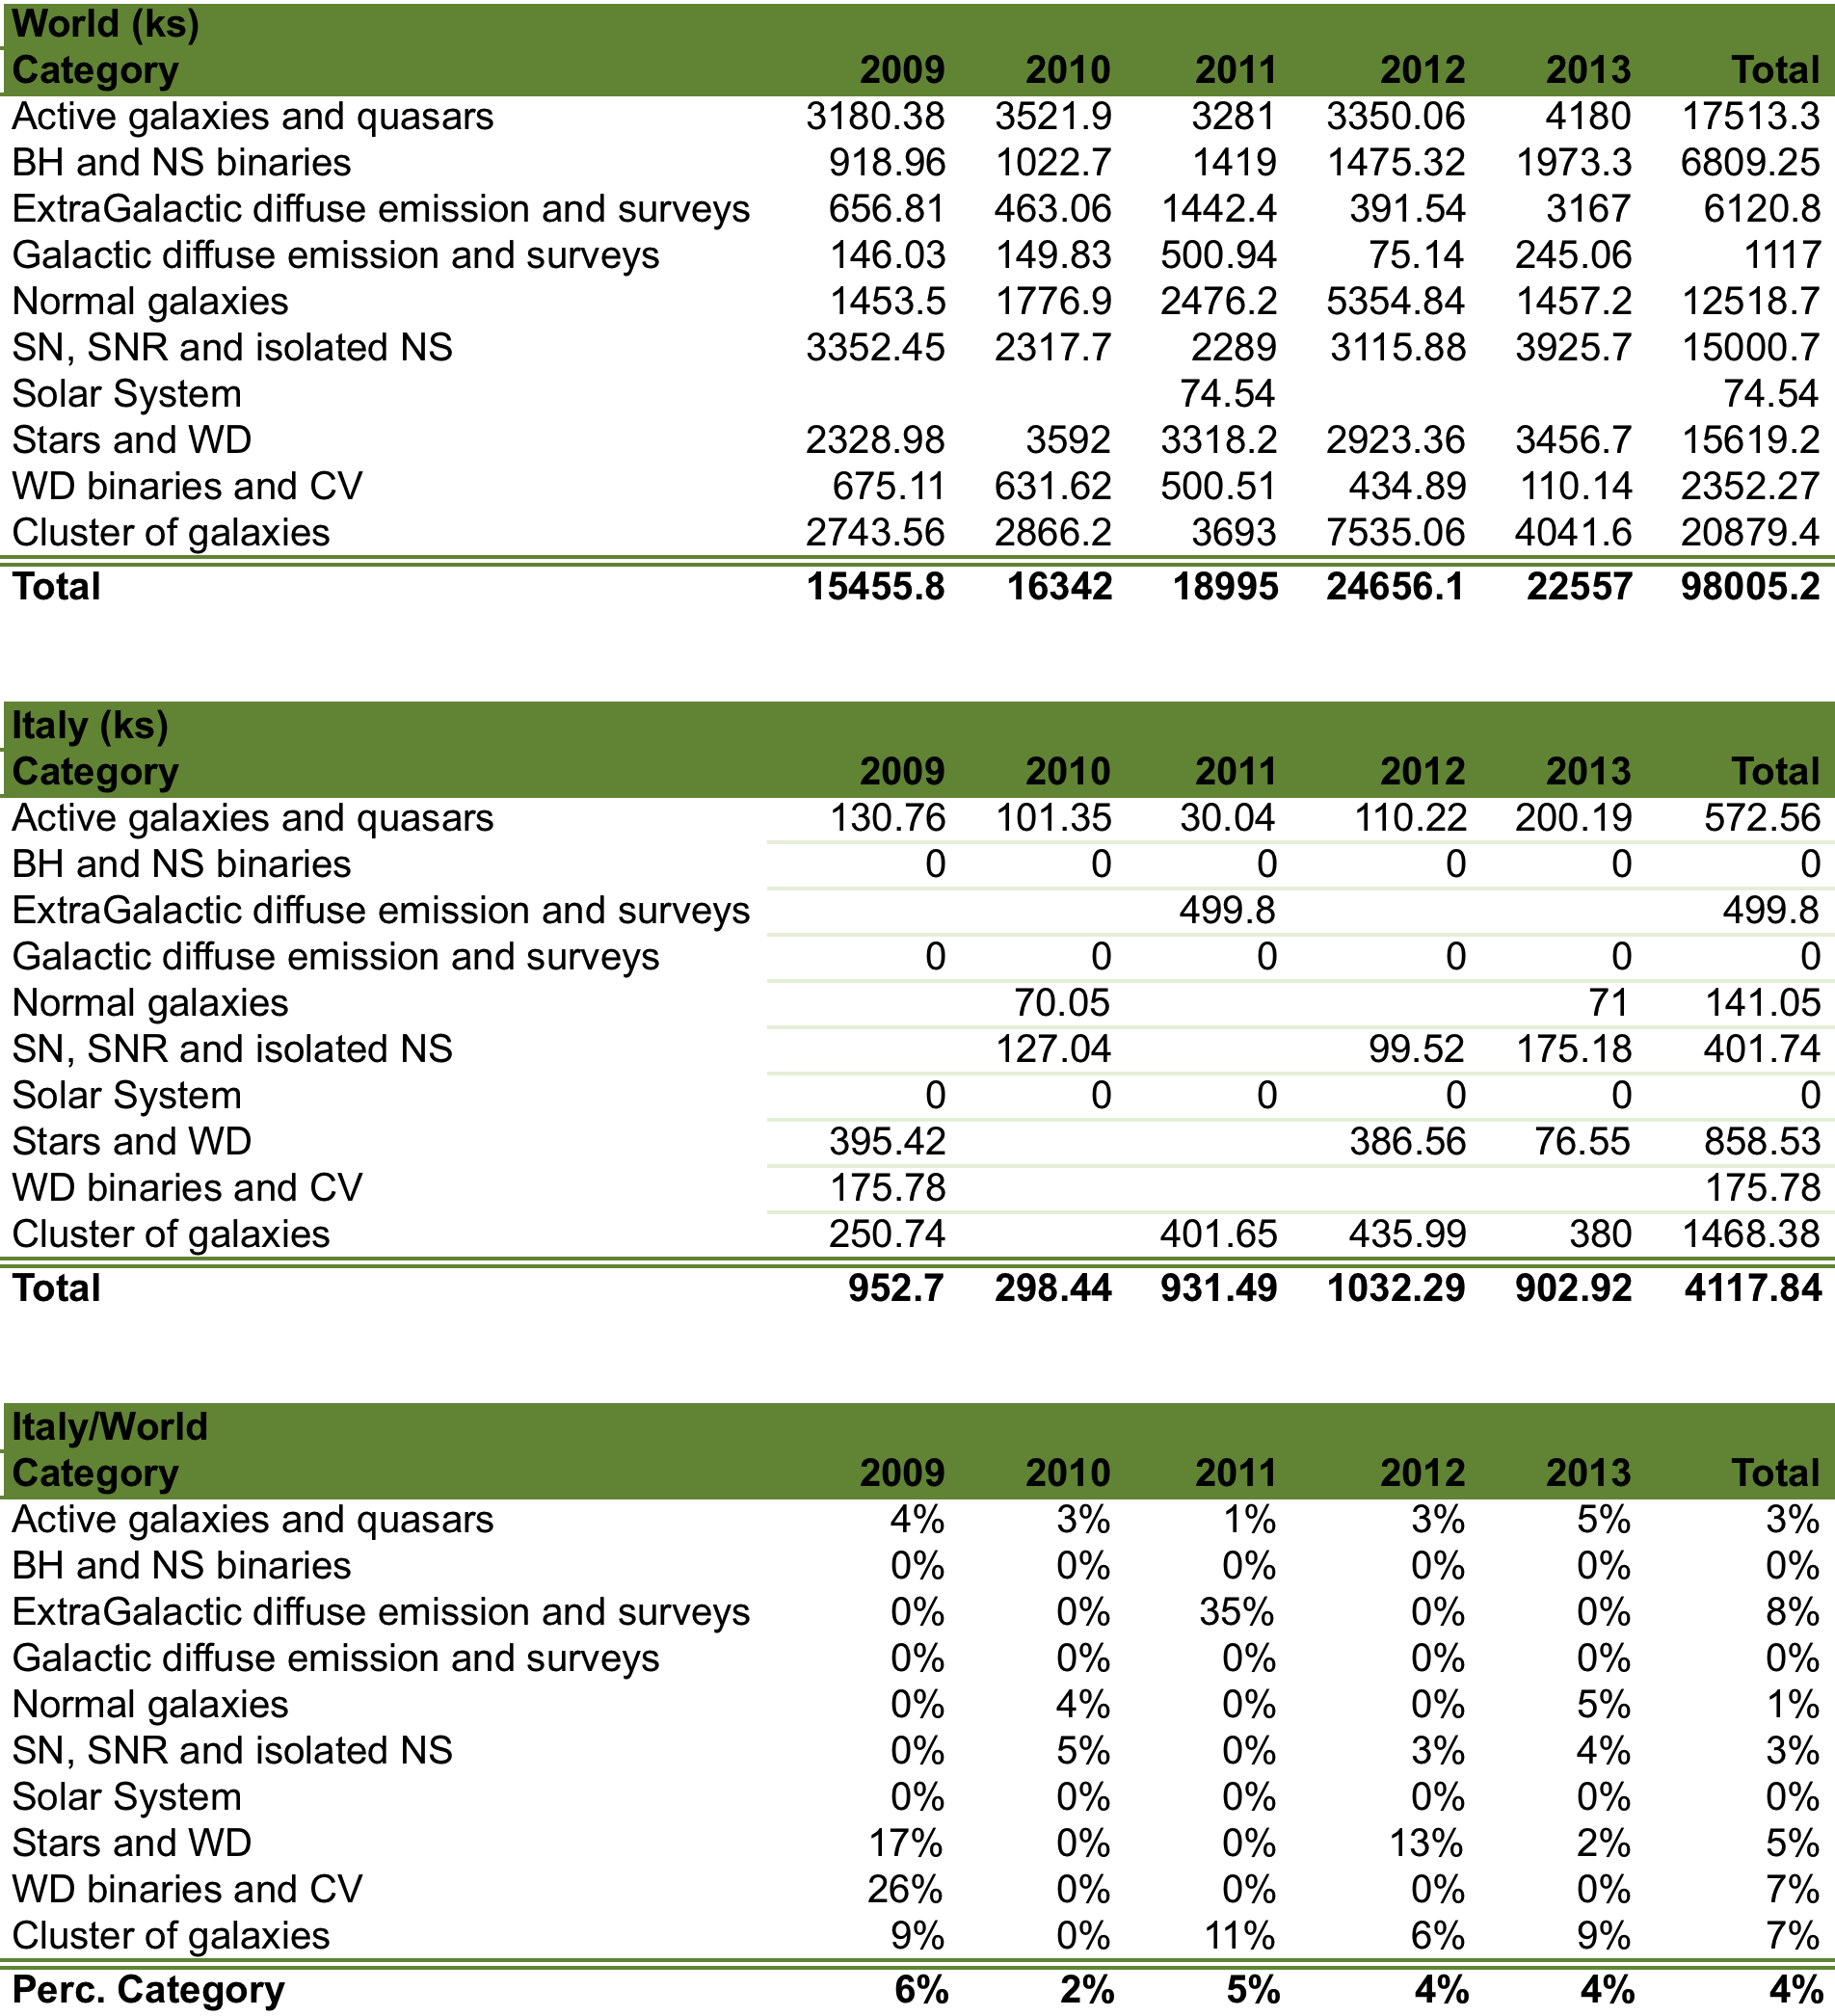 World (ks)
Category 2009 2010 2011 2012 2013 Total
Active galaxies and quasars 3180.38 3521.9 3281 3350.06 4180 17513.3
BH and NS binaries 918.96 1022.7 1419 1475.32 1973.3 6809.25
ExtraGalactic diffuse emission and surveys 656.81 463.06 1442.4 391.54 3167 6120.8
Galactic diffuse emission and surveys 146.03 149.83 500.94 75.14 245.06 1117
Normal galaxies 1453.5 1776.9 2476.2 5354.84 1457.2 12518.7
SN, SNR and isolated NS 3352.45 2317.7 2289 3115.88 3925.7 15000.7
Solar System 74.54 74.54
Stars and WD 2328.98 3592 3318.2 2923.36 3456.7 15619.2
WD binaries and CV 675.11 631.62 500.51 434.89 110.14 2352.27
Cluster of galaxies 2743.56 2866.2 3693 7535.06 4041.6 20879.4
Total 15455.8 16342 18995 24656.1 22557 98005.2
Italy (ks)
Category 2009 2010 2011 2012 2013 Total
Active galaxies and quasars 130.76 101.35 30.04 110.22 200.19 572.56
BH and NS binaries 0 0 0 0 0 0
ExtraGalactic diffuse emission and surveys 499.8 499.8
Galactic diffuse emission and surveys 0 0 0 0 0 0
Normal galaxies 70.05 71 141.05
SN, SNR and isolated NS 127.04 99.52 175.18 401.74
Solar System 0 0 0 0 0 0
Stars and WD 395.42 386.56 76.55 858.53
WD binaries and CV 175.78 175.78
Cluster of galaxies 250.74 401.65 435.99 380 1468.38
Total 952.7 298.44 931.49 1032.29 902.92 4117.84
Italy/World
Category 2009 2010 2011 2012 2013 Total
Active galaxies and quasars 4% 3% 1% 3% 5% 3%
BH and NS binaries 0% 0% 0% 0% 0% 0%
ExtraGalactic diffuse emission and surveys 0% 0% 35% 0% 0% 8%
Galactic diffuse emission and surveys 0% 0% 0% 0% 0% 0%
Normal galaxies 0% 4% 0% 0% 5% 1%
SN, SNR and isolated NS 0% 5% 0% 3% 4% 3%
Solar System 0% 0% 0% 0% 0% 0%
Stars and WD 17% 0% 0% 13% 2% 5%
WD binaries and CV 26% 0% 0% 0% 0% 7%
Cluster of galaxies 9% 0% 11% 6% 9% 7%
Perc. Category 6% 2% 5% 4% 4% 4%